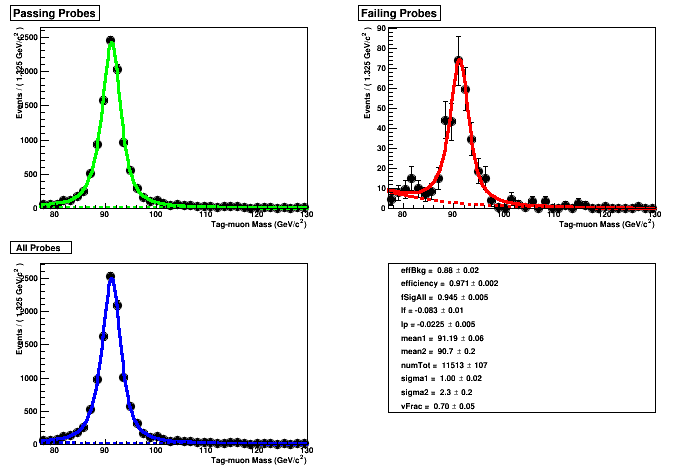 Passing Probes
Events / ( 1.325 GeV/c² )
2500
2000
1500
1000
500
0
80 90 100 110 120 130
Tag-muon Mass (GeV/c²)
Failing Probes
Events / ( 1.325 GeV/c² )
90
80
70
60
50
40
30
20
10
0
80 90 100 110 120 130
Tag-muon Mass (GeV/c²)
All Probes
Events / ( 1.325 GeV/c² )
2500
2000
1500
1000
500
0
80 90 100 110 120 130
Tag-muon Mass (GeV/c²)
effBkg = 0.88 ± 0.02
efficiency = 0.971 ± 0.002
fSigAll = 0.945 ± 0.005
lf = -0.083 ± 0.01
lp = -0.0225 ± 0.005
mean1 = 91.19 ± 0.06
mean2 = 90.7 ± 0.2
numTot = 11513 ± 107
sigma1 = 1.00 ± 0.02
sigma2 = 2.3 ± 0.2
vFrac = 0.70 ± 0.05